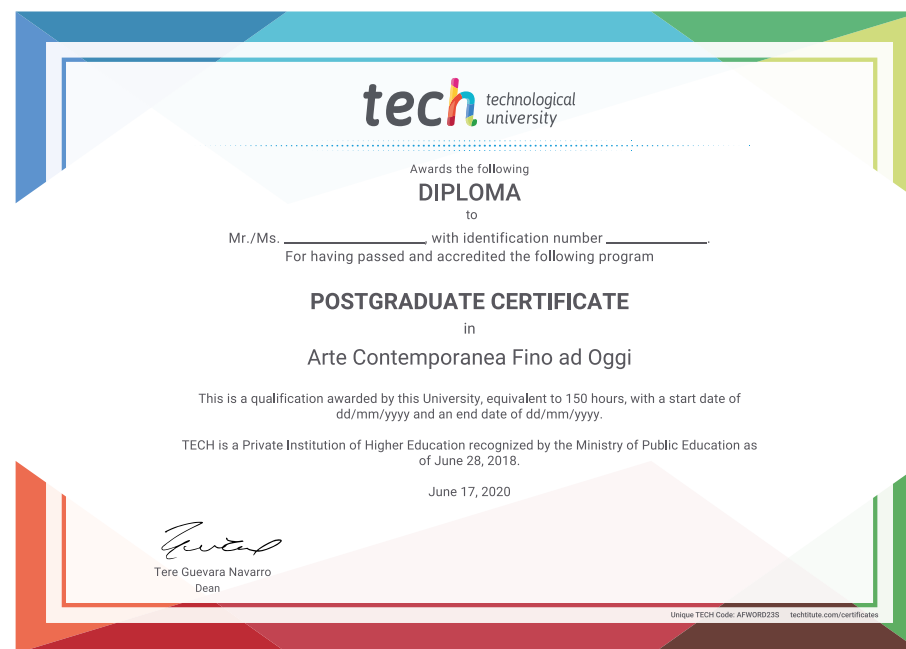 tech technological
university
Awards the following
DIPLOMA
to
Mr./Ms. ____________________, with identification number ______________.
For having passed and accredited the following program
POSTGRADUATE CERTIFICATE
in
Arte Contemporanea Fino ad Oggi
This is a qualification awarded by this University, equivalent to 150 hours, with a start date of
dd/mm/yyyy and an end date of dd/mm/yyyy.
TECH is a Private Institution of Higher Education recognized by the Ministry of Public Education as
of June 28, 2018.
June 17, 2020
Tere Guevara Navarro
Dean
Unique TECH Code: AFWORD23S techtitute.com/certificates